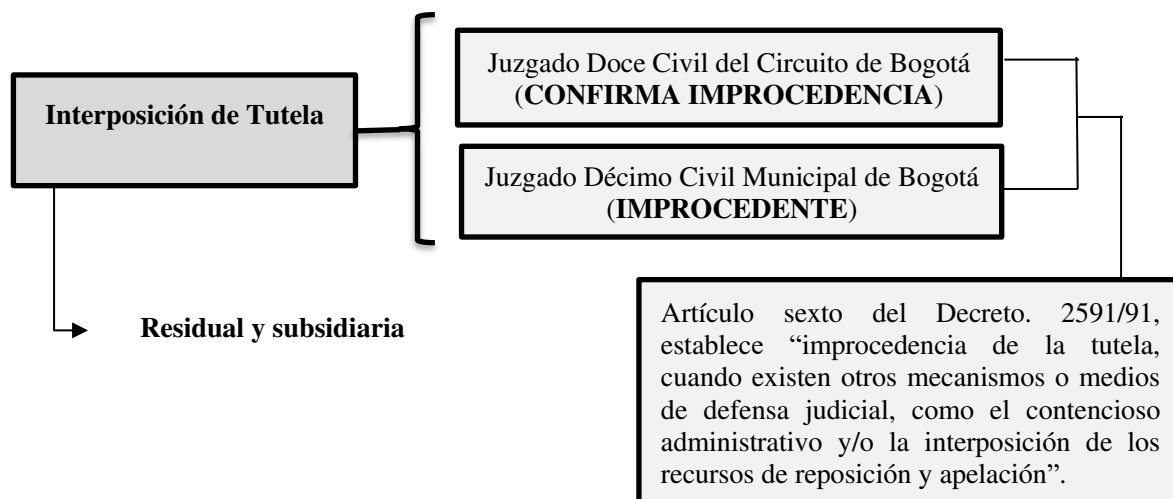 Interposición de Tutela
Juzgado Doce Civil del Circuito de Bogotá
(CONFIRMA IMPROCEDENCIA)
Juzgado Décimo Civil Municipal de Bogotá
(IMPROCEDENTE)
Residual y subsidiaria
Artículo sexto del Decreto. 2591/91,
establece “improcedencia de la tutela,
cuando existen otros mecanismos o medios
de defensa judicial, como el contencioso
administrativo y/o la interposición de los
recursos de reposición y apelación”.